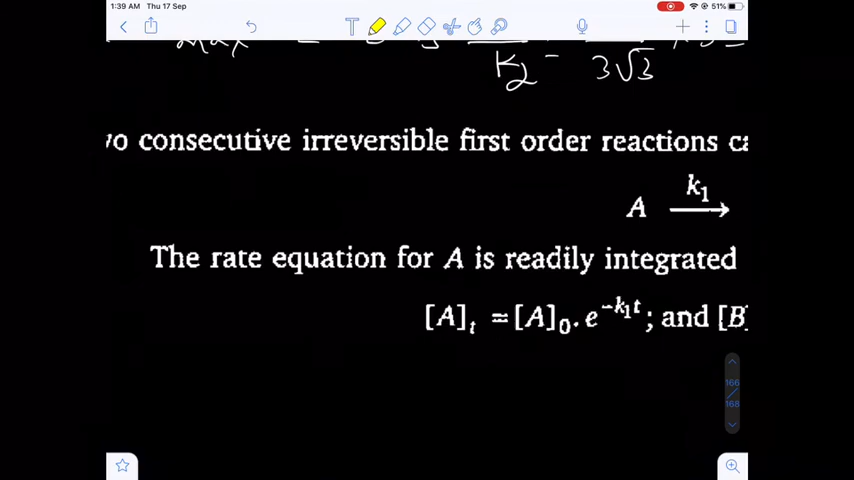 1:39 AM Thu 17 Sep
51%
K2 = 3√3
vo consecutive irreversible first order reactions ca
k₁
A ⟶
The rate equation for A is readily integrated
[A]ₜ = [A]₀. e^(–k₁t); and [B]
166
168